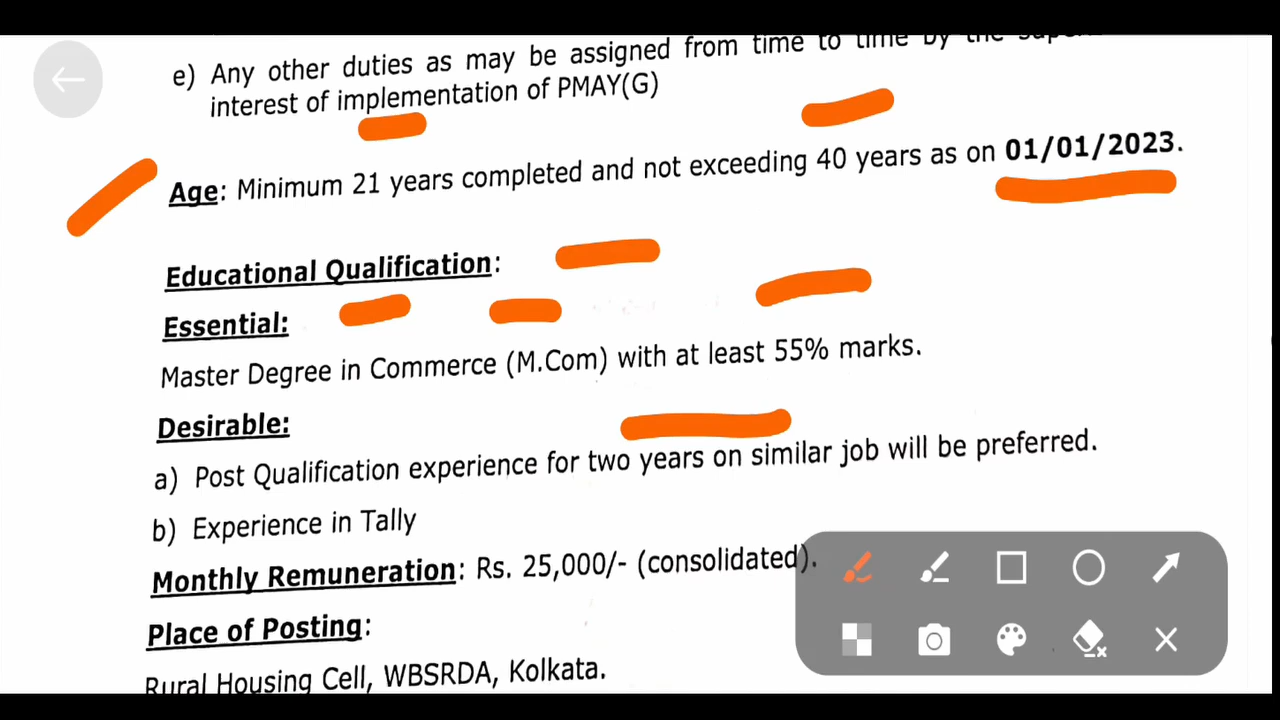 e) Any other duties as may be assigned from time to time by the
interest of implementation of PMAY(G)
Age: Minimum 21 years completed and not exceeding 40 years as on 01/01/2023.
Educational Qualification:
Essential:
Master Degree in Commerce (M.Com) with at least 55% marks.
Desirable:
a) Post Qualification experience for two years on similar job will be preferred.
b) Experience in Tally
Monthly Remuneration: Rs. 25,000/- (consolidated).
Place of Posting:
Rural Housing Cell, WBSRDA, Kolkata.